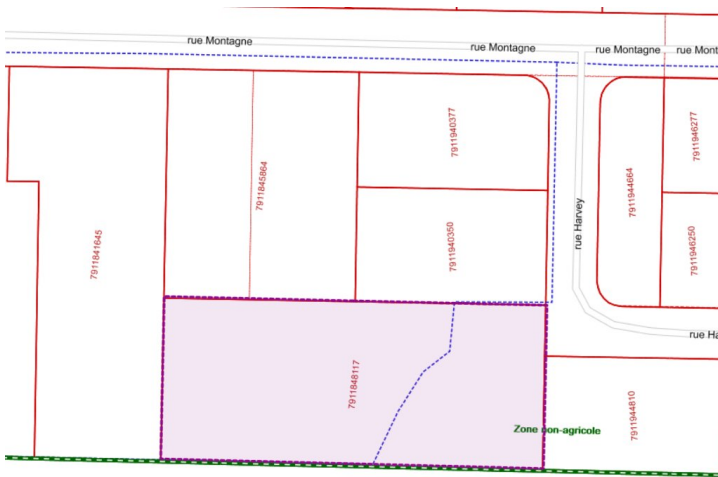 rue Montagne
rue Montagne
rue Montagne
rue Mont
7911940377
7911946277
7911845864
7911944664
7911841645
7911940350
rue Harvey
7911946250
rue Ha
7911848117
7911944810
Zone non-agricole